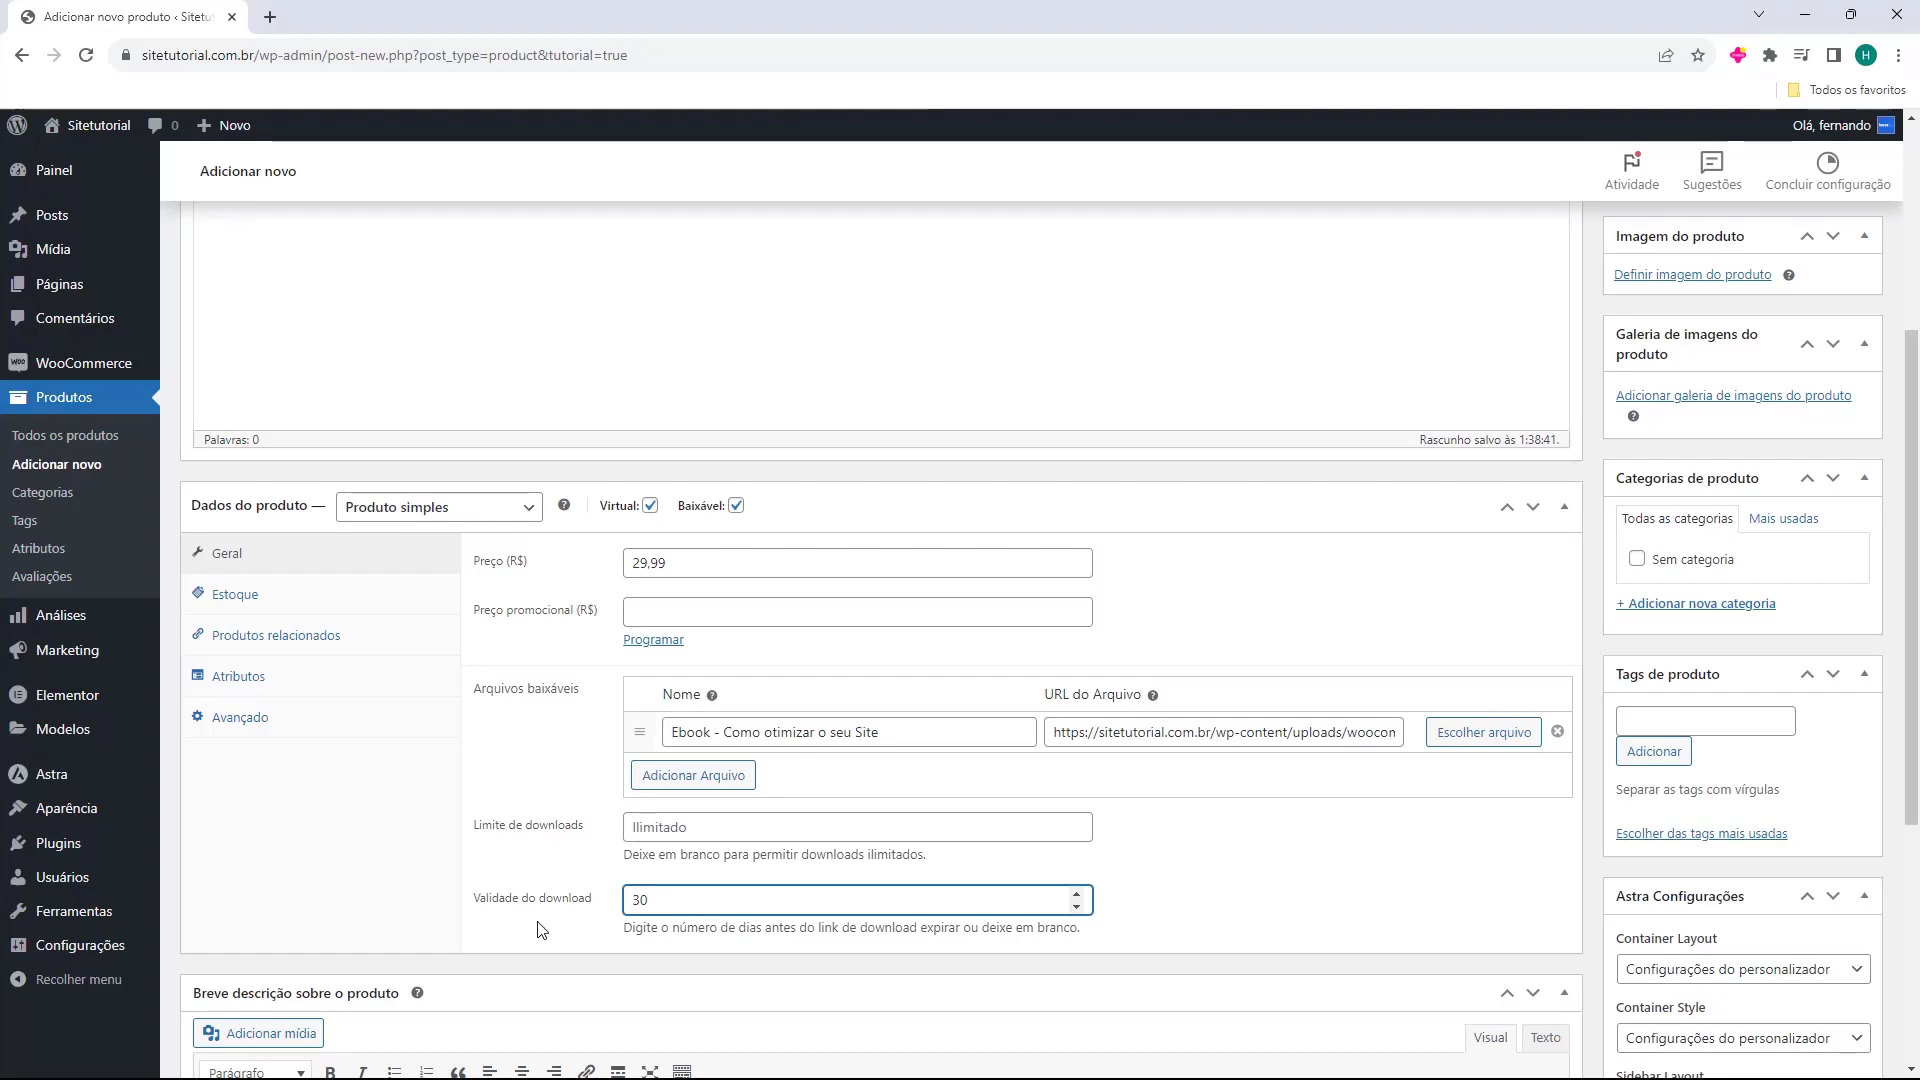 Adicionar novo produto ‹ Sitetu
sitetutorial.com.br/wp-admin/post-new.php?post_type=product&tutorial=true
H
Todos os favoritos
Sitetutorial
0
Novo
Olá, fernando
Painel
Posts
Mídia
Páginas
Comentários
WooCommerce
Produtos
Todos os produtos
Adicionar novo
Categorias
Tags
Atributos
Avaliações
Análises
Marketing
Elementor
Modelos
Astra
Aparência
Plugins
Usuários
Ferramentas
Configurações
Recolher menu
Adicionar novo
Atividade
Sugestões
Concluir configuração
Palavras: 0
Rascunho salvo às 1:38:41.
Dados do produto —
Produto simples
Virtual:
Baixável:
Geral
Estoque
Produtos relacionados
Atributos
Avançado
Preço (R$)
29,99
Preço promocional (R$)
Programar
Arquivos baixáveis
Nome
URL do Arquivo
Ebook - Como otimizar o seu Site
https://sitetutorial.com.br/wp-content/uploads/woocon
Escolher arquivo
Adicionar Arquivo
Limite de downloads
Ilimitado
Deixe em branco para permitir downloads ilimitados.
Validade do download
30
Digite o número de dias antes do link de download expirar ou deixe em branco.
Breve descrição sobre o produto
Adicionar mídia
Visual
Texto
Parágrafo
Imagem do produto
Definir imagem do produto
Galeria de imagens do
produto
Adicionar galeria de imagens do produto
Categorias de produto
Todas as categorias
Mais usadas
Sem categoria
+ Adicionar nova categoria
Tags de produto
Adicionar
Separar as tags com vírgulas
Escolher das tags mais usadas
Astra Configurações
Container Layout
Configurações do personalizador
Container Style
Configurações do personalizador
Sidebar Layout